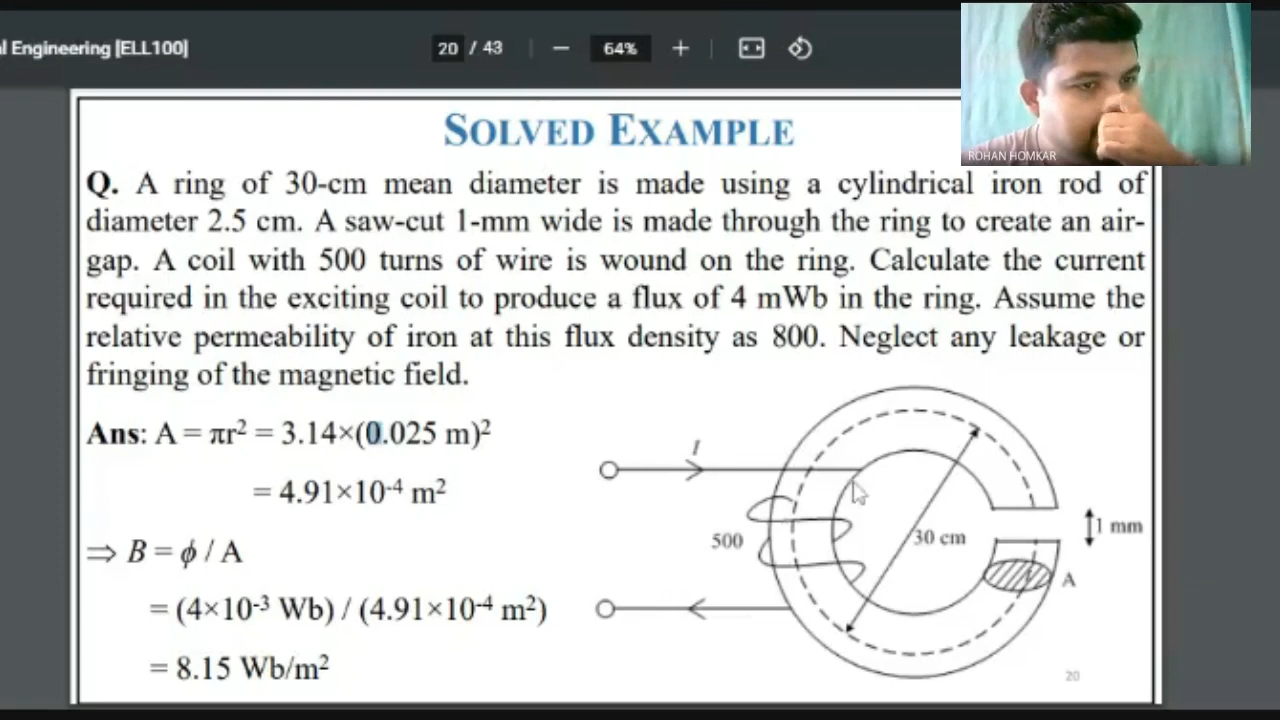 al Engineering [ELL100]
20 / 43 — 64% +
ROHAN HOMKAR
SOLVED EXAMPLE
Q. A ring of 30-cm mean diameter is made using a cylindrical iron rod of
diameter 2.5 cm. A saw-cut 1-mm wide is made through the ring to create an air-
gap. A coil with 500 turns of wire is wound on the ring. Calculate the current
required in the exciting coil to produce a flux of 4 mWb in the ring. Assume the
relative permeability of iron at this flux density as 800. Neglect any leakage or
fringing of the magnetic field.
Ans: A = πr² = 3.14×(0.025 m)²
= 4.91×10⁻⁴ m²
⇒ B = ϕ / A
= (4×10⁻³ Wb) / (4.91×10⁻⁴ m²)
= 8.15 Wb/m²
I
500
30 cm
1 mm
A
20